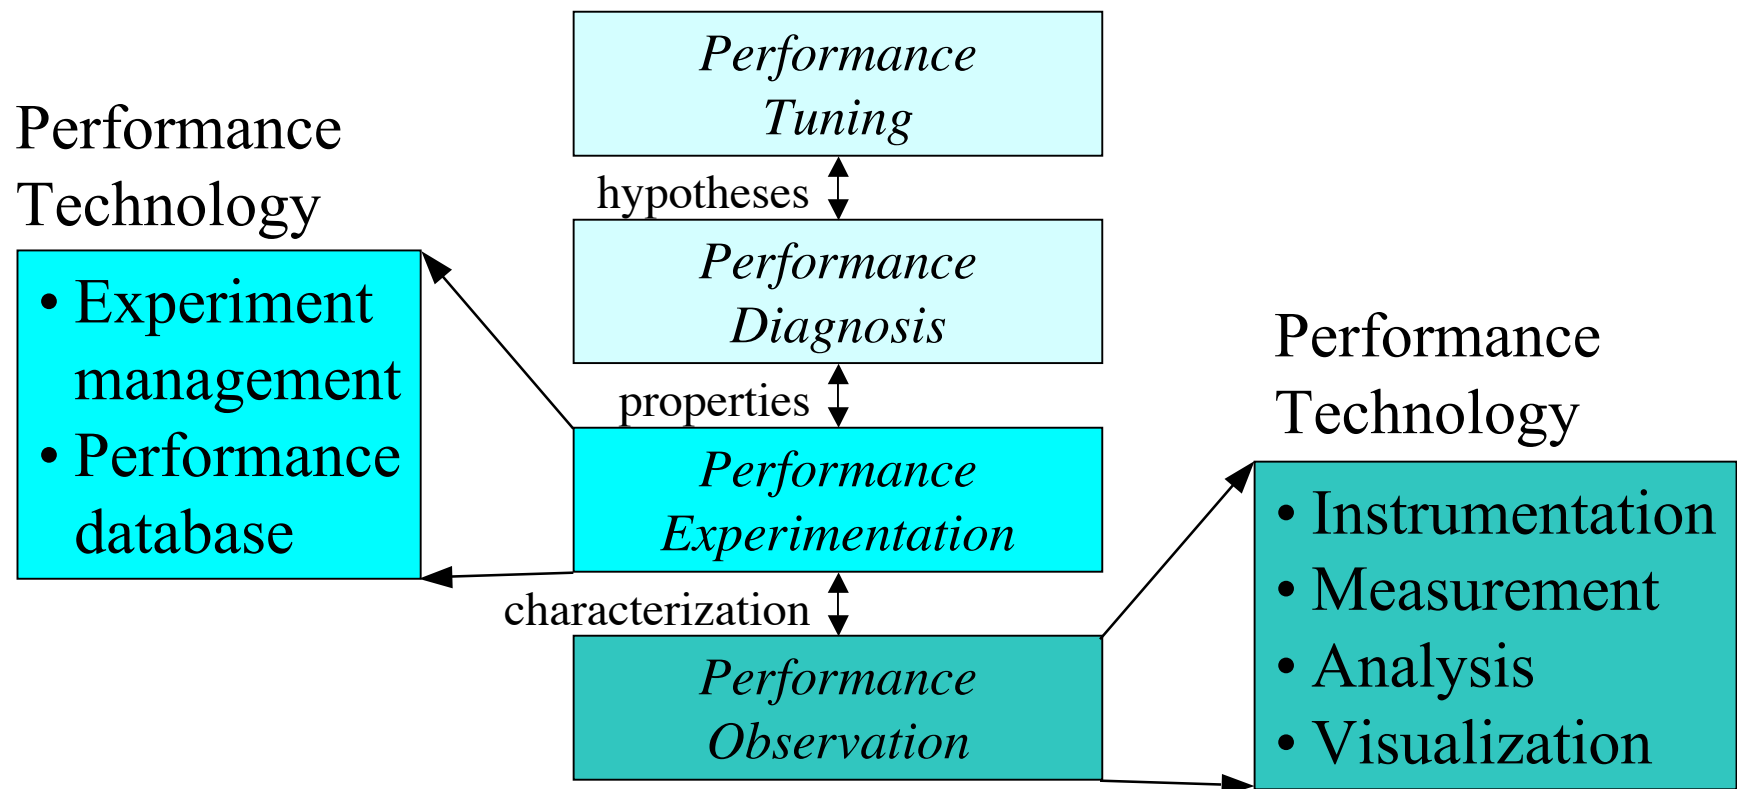 Performance
Tuning
hypotheses
Performance
Diagnosis
properties
Performance
Experimentation
characterization
Performance
Observation
Performance
Technology
• Experiment
management
• Performance
database
Performance
Technology
• Instrumentation
• Measurement
• Analysis
• Visualization